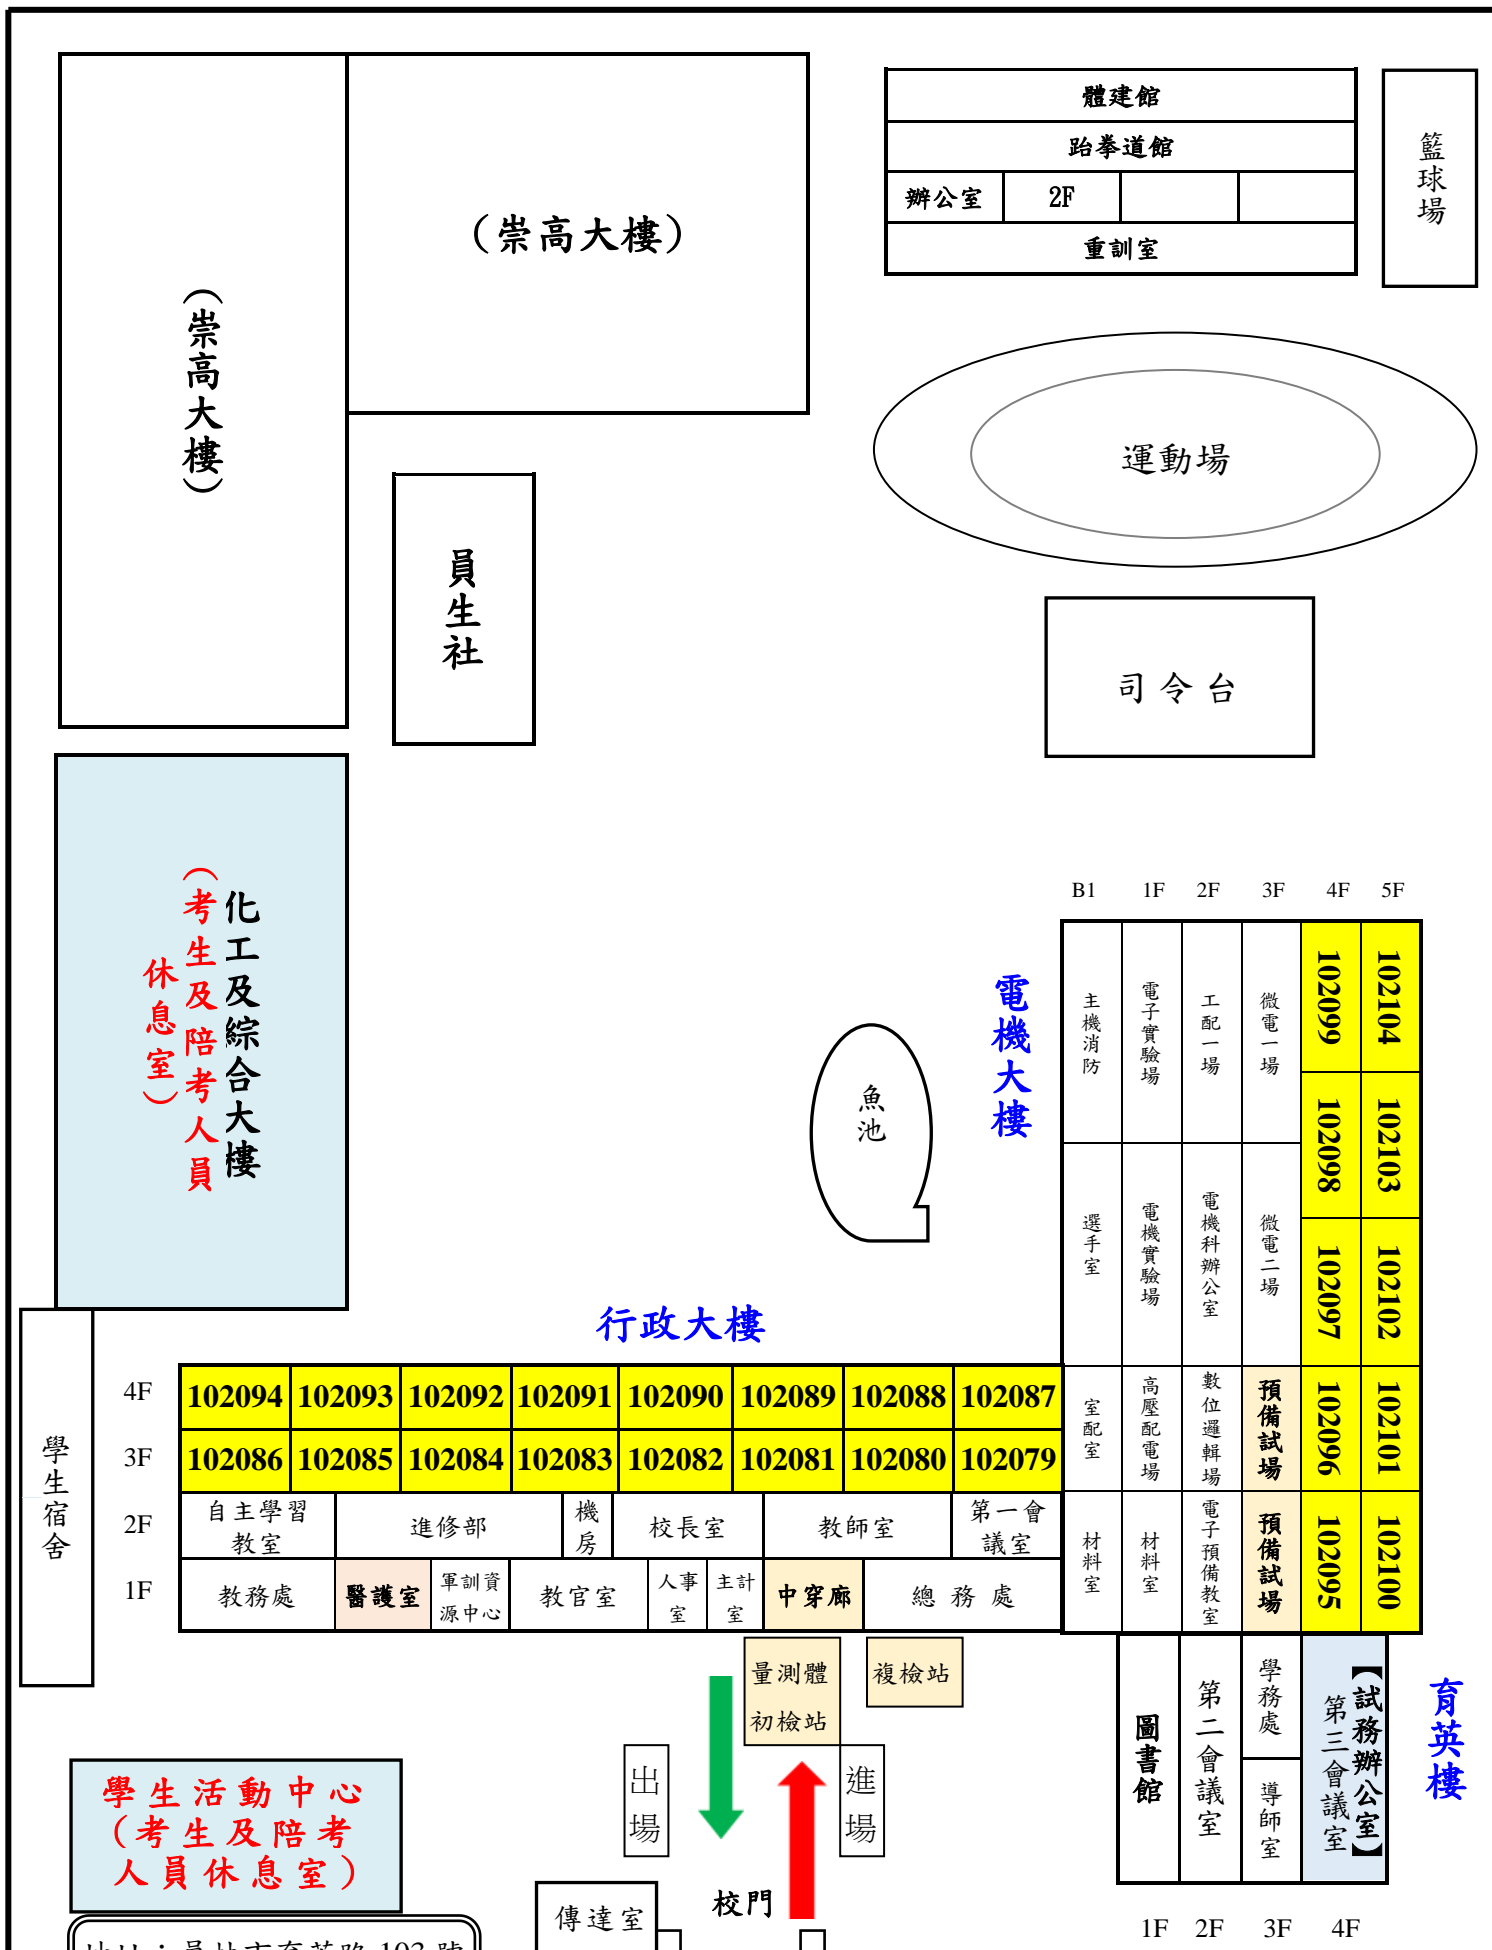 體建館
跆拳道館
辦公室 2F
重訓室
籃球場
(崇高大樓)
(崇高大樓)
運動場
員生社
司令台
化工及綜合大樓
(考生及陪考人員
休息室)
B1 1F 2F 3F 4F 5F
電機大樓
主機消防 電子實驗場 工配一場 微電一場 102099 102104
102098 102103
選手室 電機實驗場 電機科辦公室 微電二場 102097 102102
室配室 高壓配電場 數位邏輯場 預備試場 102096 102101
材料室 材料室 電子預備教室 預備試場 102095 102100
魚池
行政大樓
4F 102094 102093 102092 102091 102090 102089 102088 102087
3F 102086 102085 102084 102083 102082 102081 102080 102079
2F 自主學習教室 進修部 機房 校長室 教師室 第一會議室
1F 教務處 醫護室 軍訓資源中心 教官室 人事室 主計室 中穿廊 總務處
學生宿舍
量測體
初檢站
複檢站
出場
進場
校門
傳達室
圖書館 第二會議室 學務處 導師室 第三會議室
【試務辦公室】
育英樓
1F 2F 3F 4F
學生活動中心
(考生及陪考
人員休息室)
地址：員林市育英路 103 號